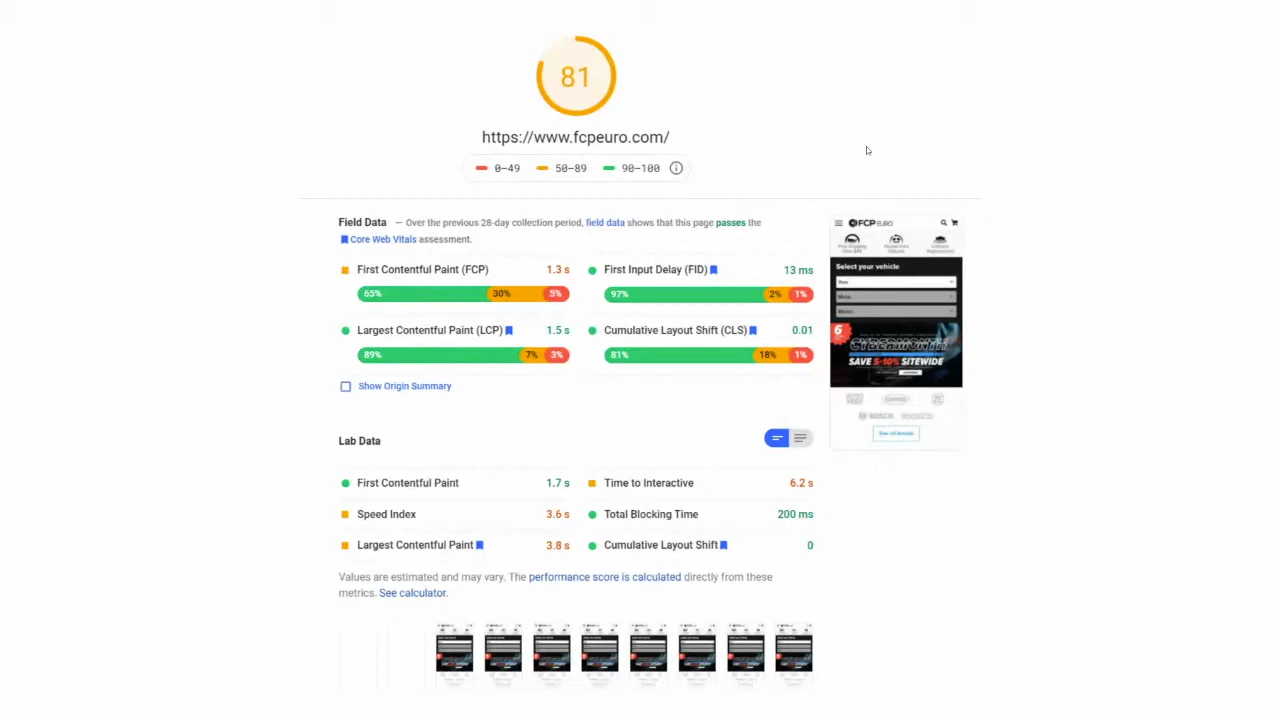 81
https://www.fcpeuro.com/
0–49 50–89 90–100
Field Data — Over the previous 28-day collection period, field data shows that this page passes the
Core Web Vitals assessment.
First Contentful Paint (FCP) 1.3 s
65% 30% 5%
First Input Delay (FID) 13 ms
97% 2% 1%
Largest Contentful Paint (LCP) 1.5 s
89% 7% 3%
Cumulative Layout Shift (CLS) 0.01
81% 18% 1%
Show Origin Summary
FCP EURO
Select your vehicle
CYBERMONTH
SAVE 5-10% SITEWIDE
BOSCH
See all brands
Lab Data
First Contentful Paint 1.7 s
Time to Interactive 6.2 s
Speed Index 3.6 s
Total Blocking Time 200 ms
Largest Contentful Paint 3.8 s
Cumulative Layout Shift 0
Values are estimated and may vary. The performance score is calculated directly from these
metrics. See calculator.